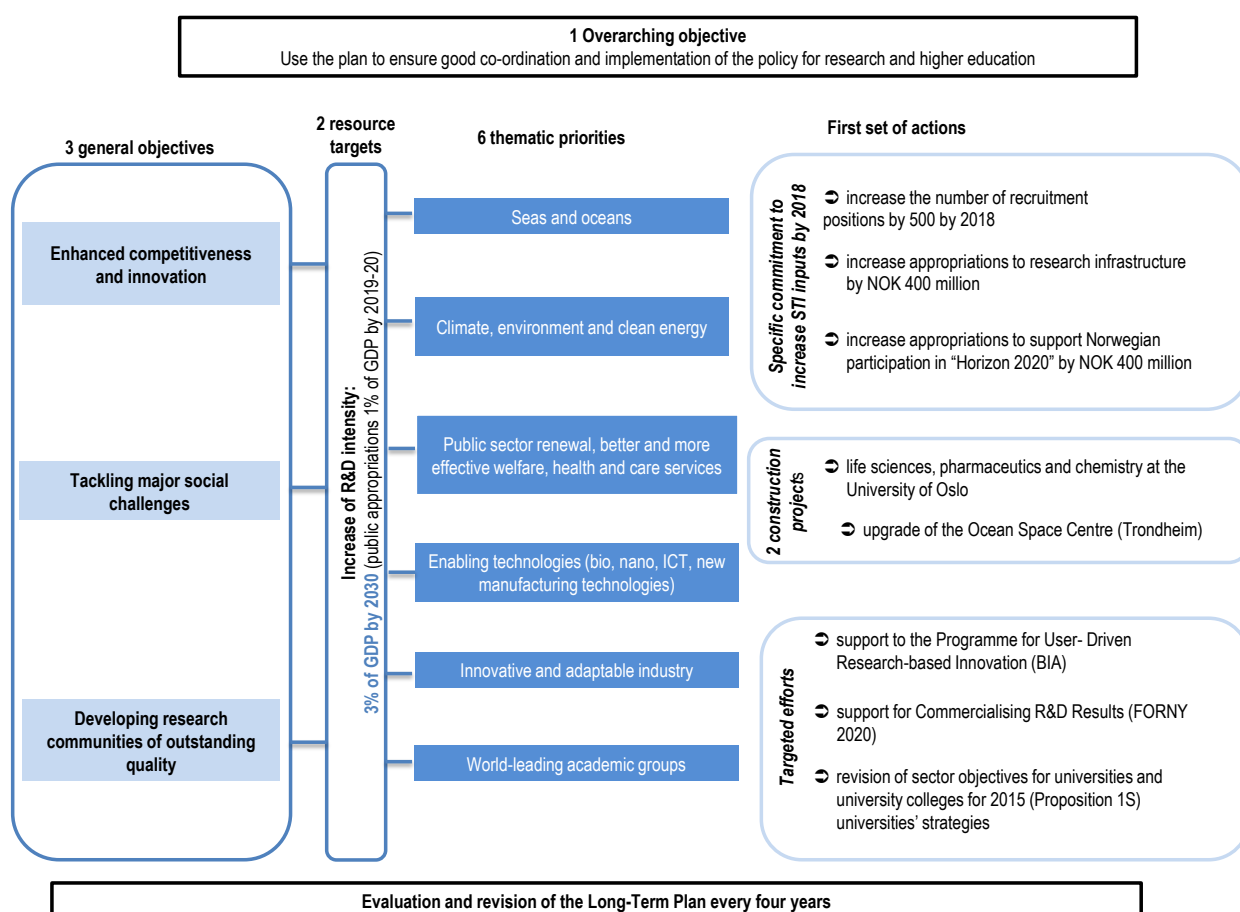 1 Overarching objective
Use the plan to ensure good co-ordination and implementation of the policy for research and higher education
3 general objectives
2 resource
targets
6 thematic priorities
First set of actions
Enhanced competitiveness
and innovation
Tackling major social
challenges
Developing research
communities of outstanding
quality
Increase of R&D intensity:
3% of GDP by 2030 (public appropriations 1% of GDP by 2019-20)
Seas and oceans
Climate, environment and clean energy
Public sector renewal, better and more
effective welfare, health and care services
Enabling technologies (bio, nano, ICT, new
manufacturing technologies)
Innovative and adaptable industry
World-leading academic groups
Specific commitment to
increase STI inputs by 2018
➲ increase the number of recruitment
positions by 500 by 2018
➲ increase appropriations to research infrastructure
by NOK 400 million
➲ increase appropriations to support Norwegian
participation in “Horizon 2020” by NOK 400 million
2 construction
projects
➲ life sciences, pharmaceutics and chemistry at the
University of Oslo
➲ upgrade of the Ocean Space Centre (Trondheim)
Targeted efforts
➲ support to the Programme for User- Driven
Research-based Innovation (BIA)
➲ support for Commercialising R&D Results (FORNY
2020)
➲ revision of sector objectives for universities and
university colleges for 2015 (Proposition 1S)
universities’ strategies
Evaluation and revision of the Long-Term Plan every four years